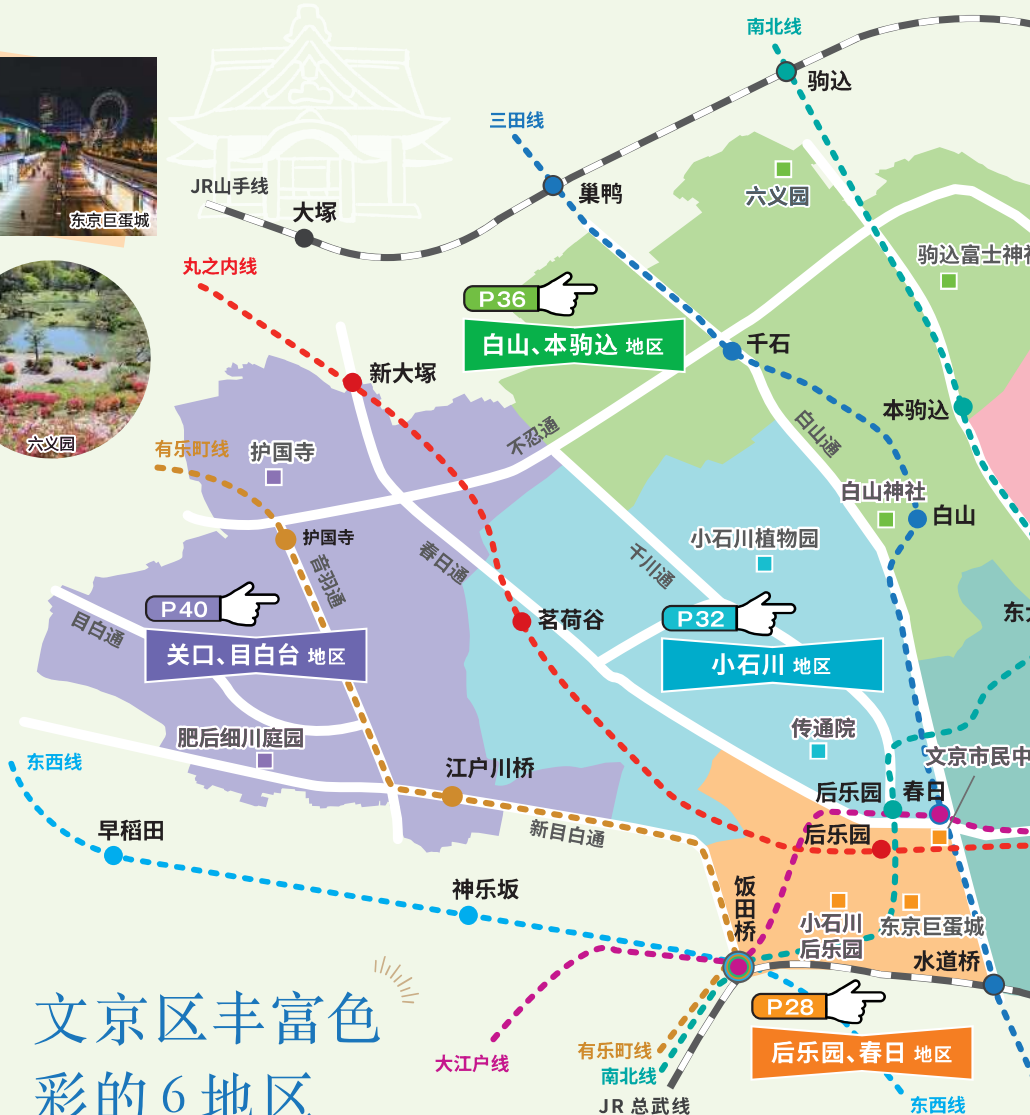 南北线
驹込
三田线
巢鸭
JR山手线
大塚
东京巨蛋城
六义园
驹込富士神社
丸之内线
P36
白山、本驹込 地区
千石
新大塚
本驹込
六义园
有乐町线
护国寺
不忍通
白山通
白山神社
白山
护国寺
小石川植物园
春日通
千川通
音羽通
P40
目白通
关口、目白台 地区
茗荷谷
P32
东大
小石川 地区
肥后细川庭园
传通院
东西线
江户川桥
文京市民中
后乐园
春日
早稻田
新目白通
后乐园
神乐坂
饭田桥
小石川
后乐园
东京巨蛋城
水道桥
P28
文京区丰富色
彩的6地区
大江户线
有乐町线
南北线
后乐园、春日 地区
JR 总武线
东西线